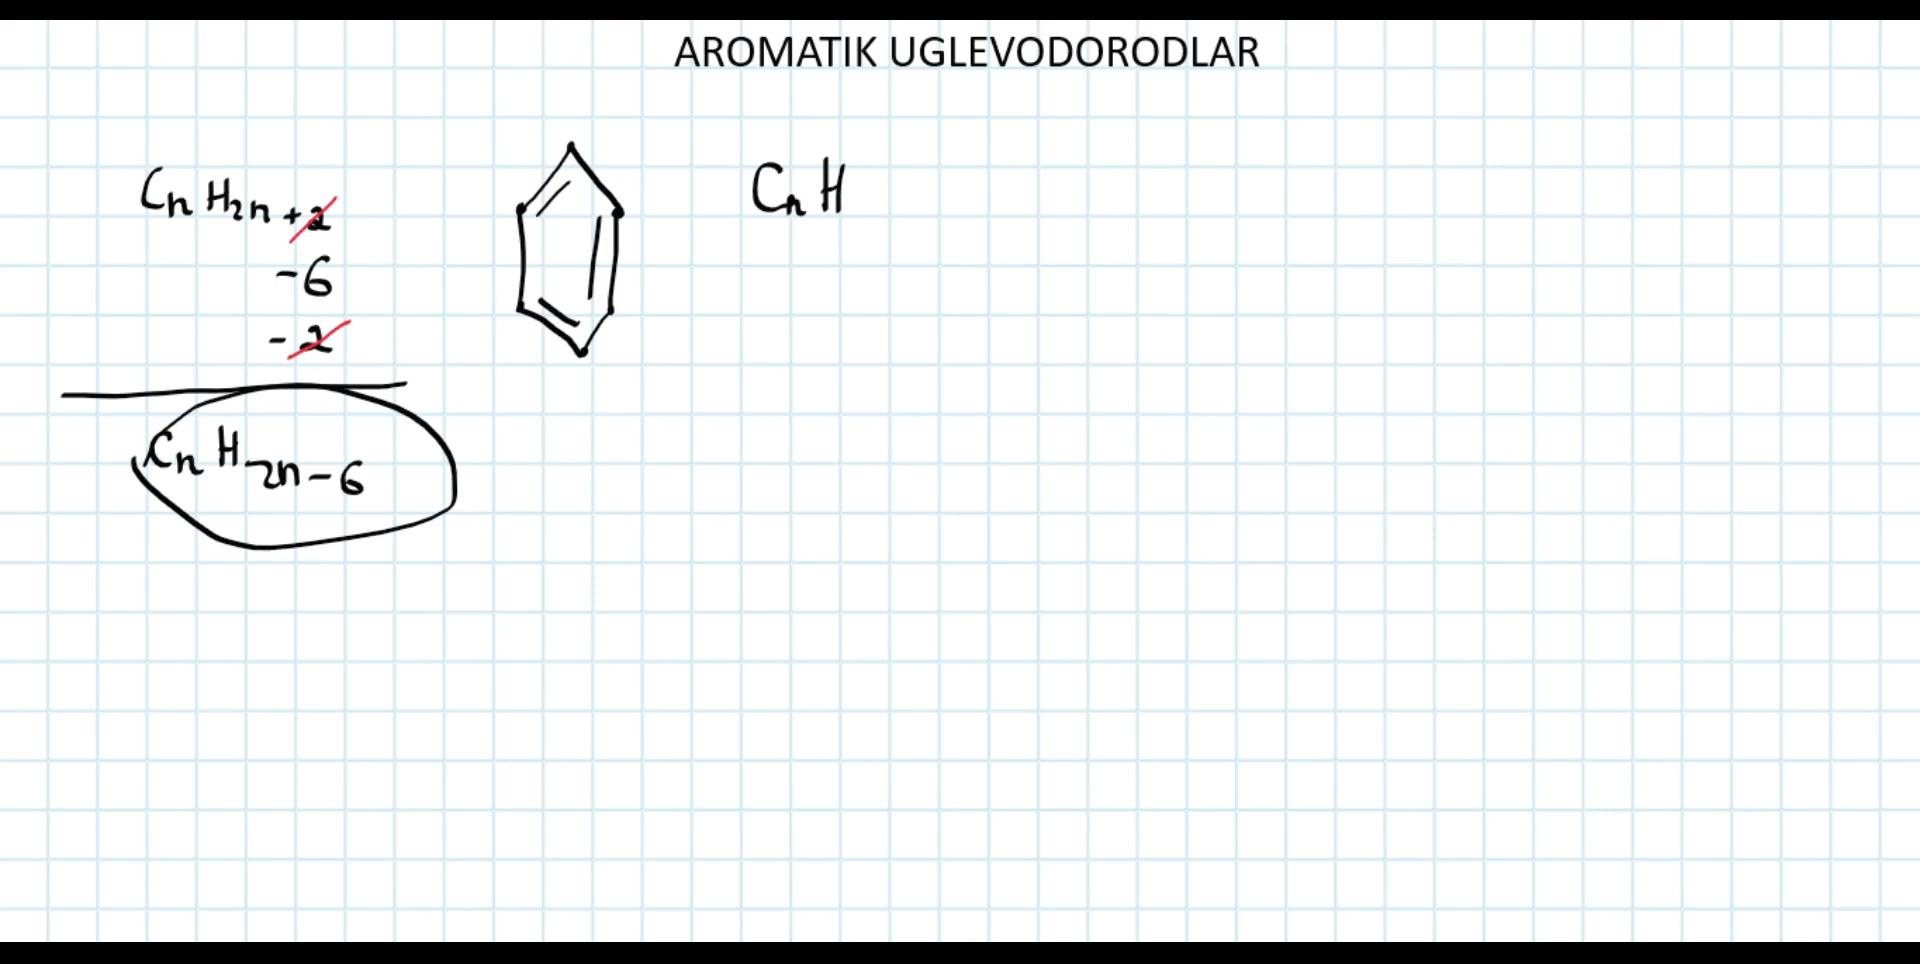 AROMATIK UGLEVODORODLAR
CnH2n+2
-6
-2
CnH2n-6
CnH